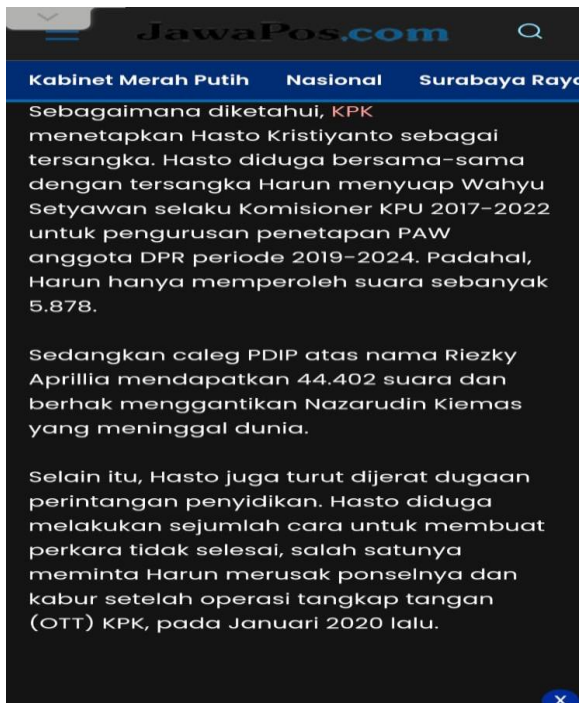 JawaPos.com
Kabinet Merah Putih Nasional Surabaya Raya
Sebagaimana diketahui, KPK
menetapkan Hasto Kristiyanto sebagai
tersangka. Hasto diduga bersama-sama
dengan tersangka Harun menyuap Wahyu
Setyawan selaku Komisioner KPU 2017-2022
untuk pengurusan penetapan PAW
anggota DPR periode 2019-2024. Padahal,
Harun hanya memperoleh suara sebanyak
5.878.
Sedangkan caleg PDIP atas nama Riezky
Aprillia mendapatkan 44.402 suara dan
berhak menggantikan Nazarudin Kiemas
yang meninggal dunia.
Selain itu, Hasto juga turut dijerat dugaan
perintangan penyidikan. Hasto diduga
melakukan sejumlah cara untuk membuat
perkara tidak selesai, salah satunya
meminta Harun merusak ponselnya dan
kabur setelah operasi tangkap tangan
(OTT) KPK, pada Januari 2020 lalu.